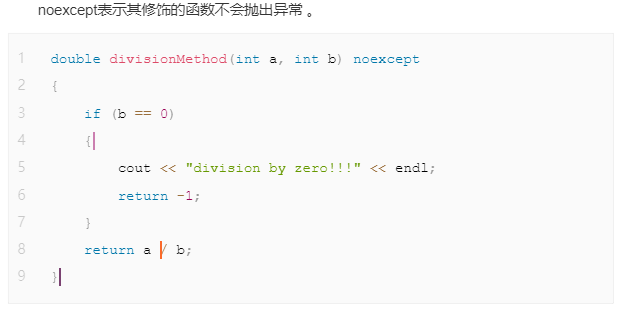 noexcept表示其修饰的函数不会抛出异常 。
1 double divisionMethod(int a, int b) noexcept
2 {
3     if (b == 0)
4     {
5         cout << "division by zero!!!" << endl;
6         return -1;
7     }
8     return a / b;
9 }